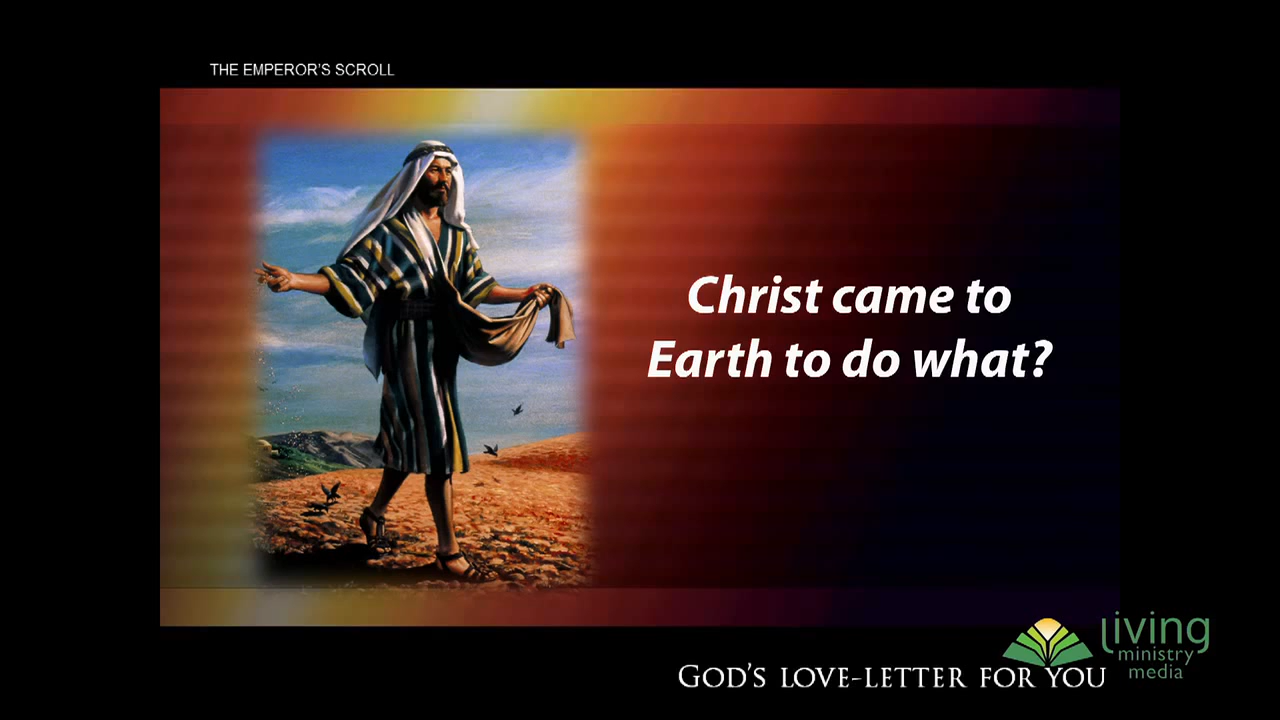 THE EMPEROR'S SCROLL
Christ came to
Earth to do what?
living
ministry
media
GOD'S LOVE-LETTER FOR YOU